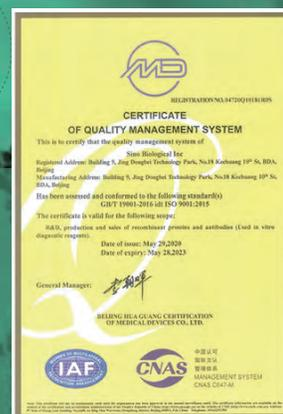 MD
REGISTRATION NO. 04720Q10181R0S
CERTIFICATE
OF QUALITY MANAGEMENT SYSTEM
This is to certify that the quality management system of
Sino Biological Inc
Registered Address: Building 9, Jing Dongbei Technology Park, No.18 Kechuang 10th St, BDA,
Beijing
Manufacturing Address: Building 9, Jing Dongbei Technology Park, No.18 Kechuang 10th St,
BDA, Beijing
Has been assessed and conformed to the following standard(s)
GB/T 19001-2016 idt ISO 9001:2015
The certificate is valid for the following scope:
R&D, production and sales of recombinant proteins and antibodies (Used in vitro
diagnostic reagents).
Date of issue: May 29,2020
Date of expiry: May 28,2023
General Manager:
BEIJING HUA GUANG CERTIFICATION
OF MEDICAL DEVICES CO., LTD.
IAF
CNAS
中国认可
国际互认
管理体系
MANAGEMENT SYSTEM
CNAS C047-M